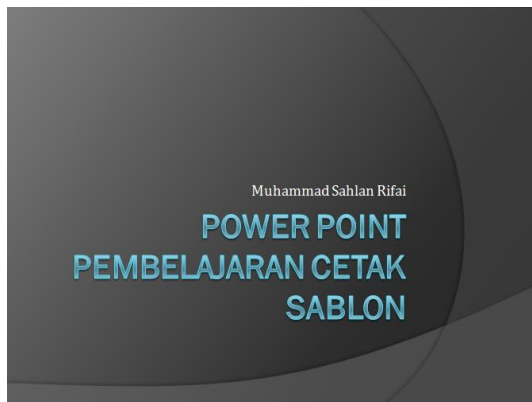 Muhammad Sahlan Rifai
POWER POINT
PEMBELAJARAN CETAK
SABLON